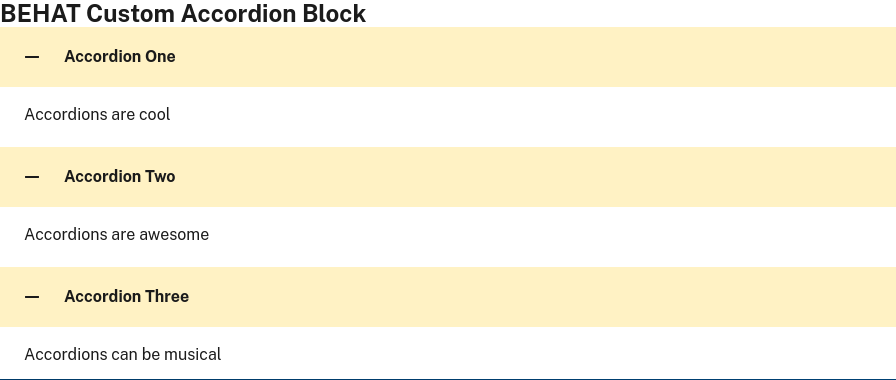 BEHAT Custom Accordion Block
Accordion One
Accordions are cool
Accordion Two
Accordions are awesome
Accordion Three
Accordions can be musical